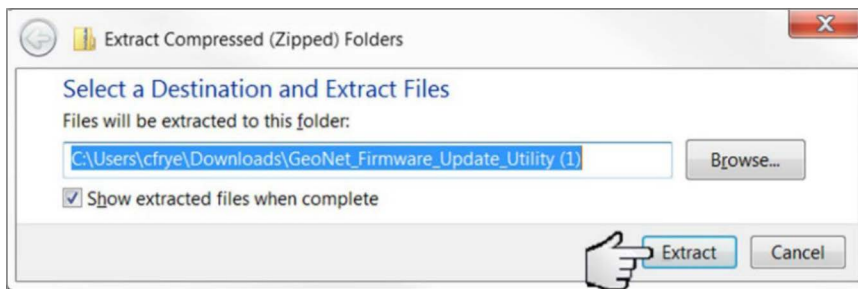 Extract Compressed (Zipped) Folders
Select a Destination and Extract Files
Files will be extracted to this folder:
C:\Users\cfrye\Downloads\GeoNet_Firmware_Update_Utility (1)
Browse...
Show extracted files when complete
Extract Cancel